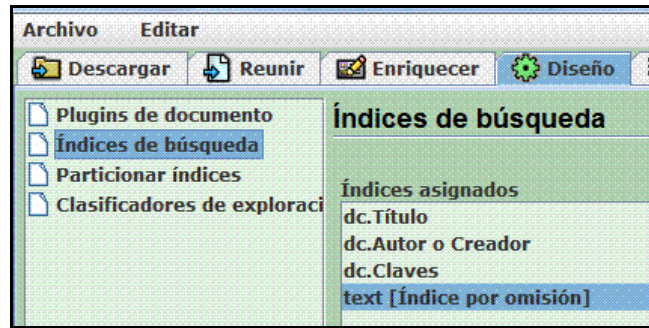 Archivo Editar
Descargar Reunir Enriquecer Diseño
Plugins de documento
Índices de búsqueda
Particionar índices
Clasificadores de exploraci
Índices de búsqueda
Índices asignados
dc.Título
dc.Autor o Creador
dc.Claves
text [Índice por omisión]